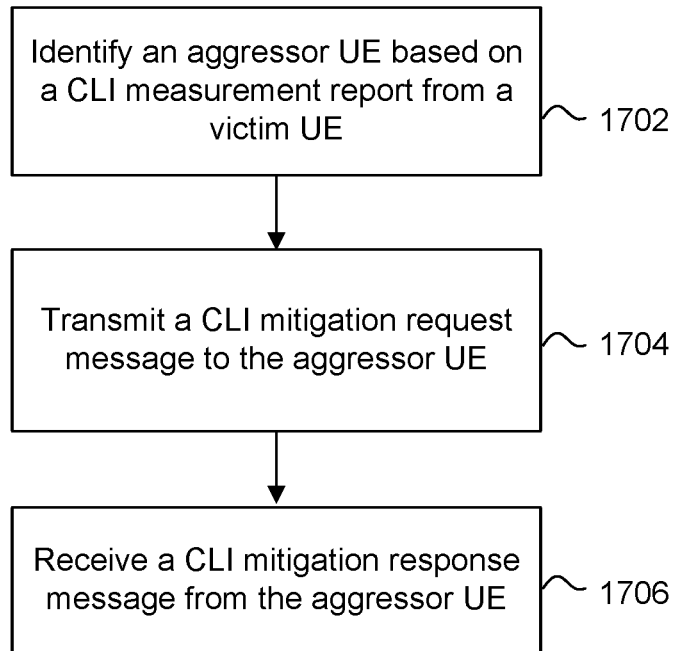 Identify an aggressor UE based on
a CLI measurement report from a
victim UE
1702
Transmit a CLI mitigation request
message to the aggressor UE
1704
Receive a CLI mitigation response
message from the aggressor UE
1706